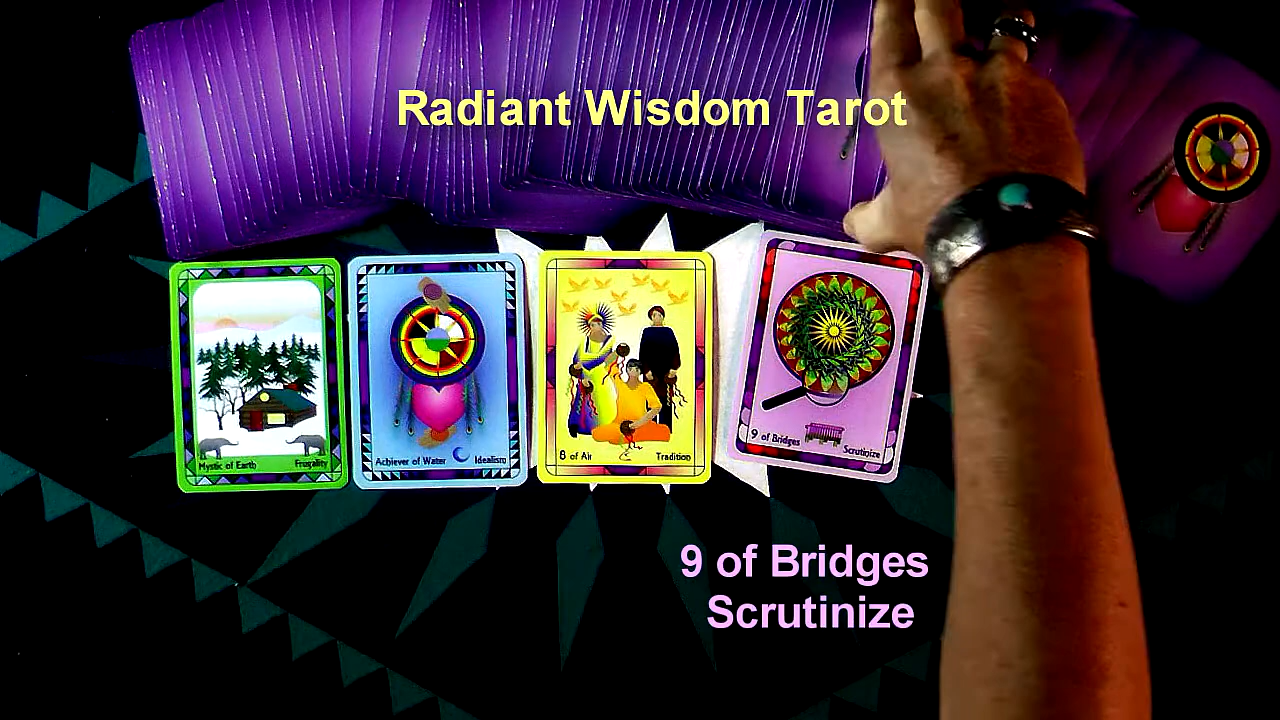 Radiant Wisdom Tarot
Mystic of Earth Frugality
Achiever of Water Idealism
8 of Air Tradition
9 of Bridges Scrutinize
9 of Bridges
Scrutinize